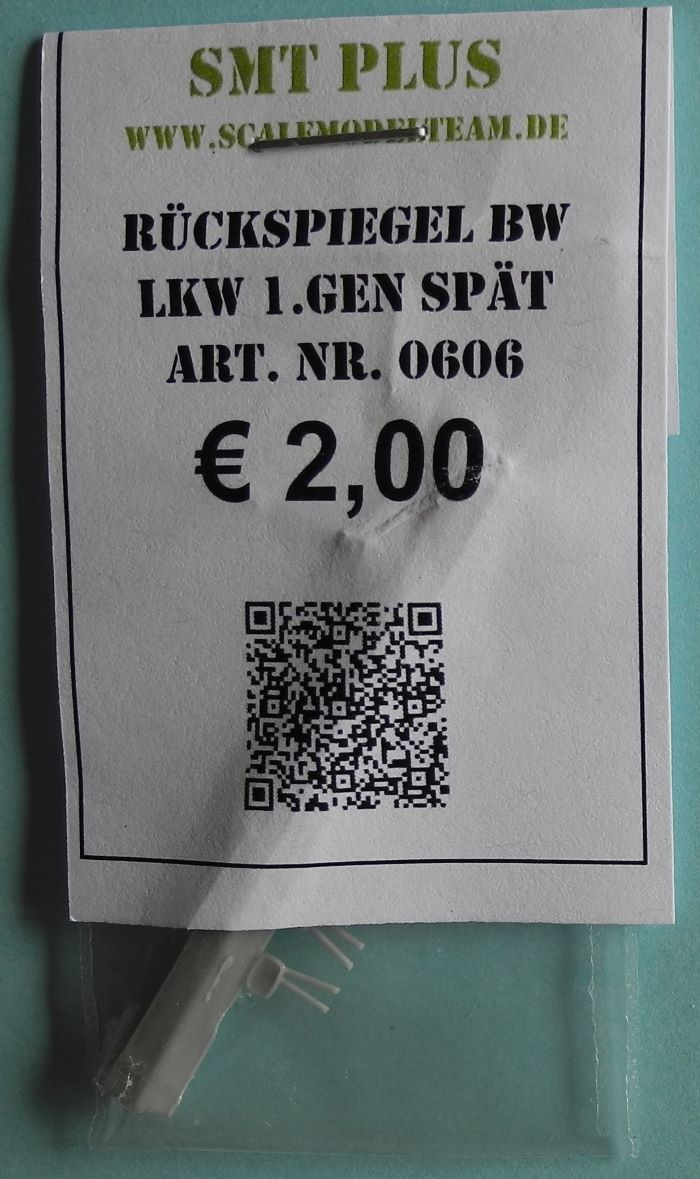 SMT PLUS
WWW.SCALEMODELTEAM.DE
RÜCKSPIEGEL BW
LKW 1.GEN SPÄT
ART. NR. 0606
€ 2,00